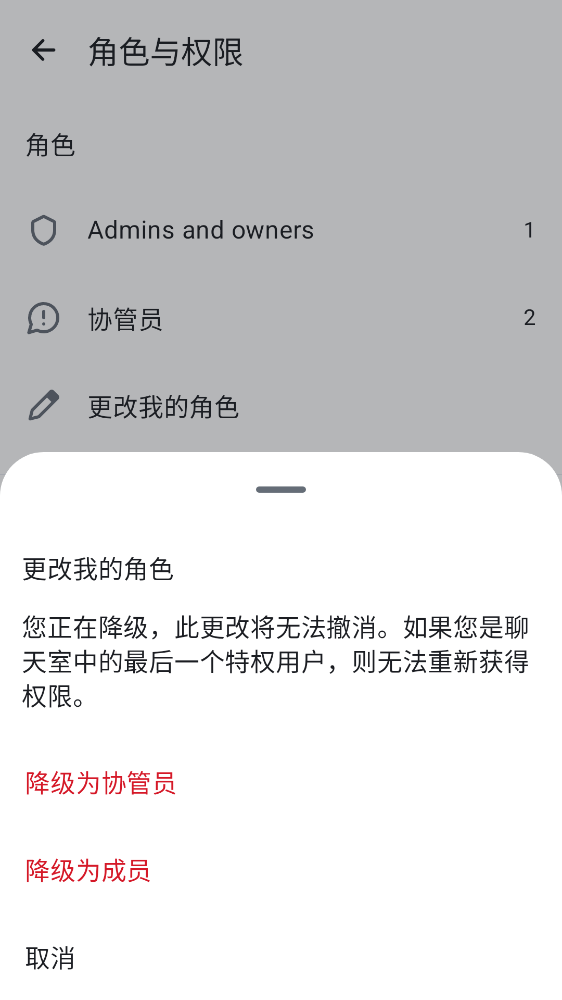 角色与权限
角色
Admins and owners 1
协管员 2
更改我的角色
更改我的角色
您正在降级，此更改将无法撤消。如果您是聊
天室中的最后一个特权用户，则无法重新获得
权限。
降级为协管员
降级为成员
取消